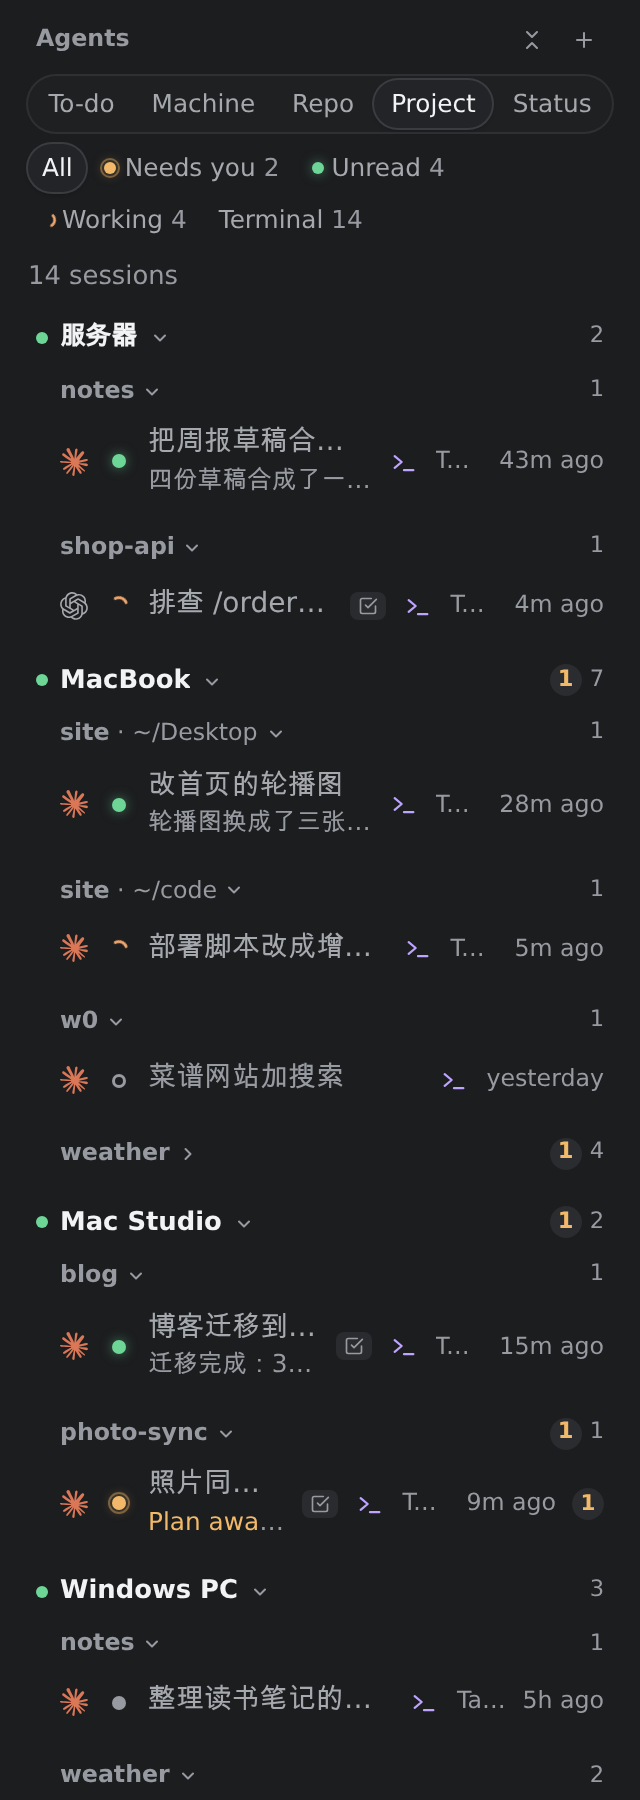 Agents
To-do Machine Repo Project Status
All Needs you 2 Unread 4
Working 4 Terminal 14
14 sessions
服务器 2
notes 1
把周报草稿合… T… 43m ago
四份草稿合成了一…
shop-api 1
排查 /order… T… 4m ago
MacBook 1 7
site · ~/Desktop 1
改首页的轮播图 T… 28m ago
轮播图换成了三张…
site · ~/code 1
部署脚本改成增… T… 5m ago
w0 1
菜谱网站加搜索 yesterday
weather 1 4
Mac Studio 1 2
blog 1
博客迁移到… T… 15m ago
迁移完成：3…
photo-sync 1 1
照片同… T… 9m ago 1
Plan awa…
Windows PC 3
notes 1
整理读书笔记的… Ta… 5h ago
weather 2